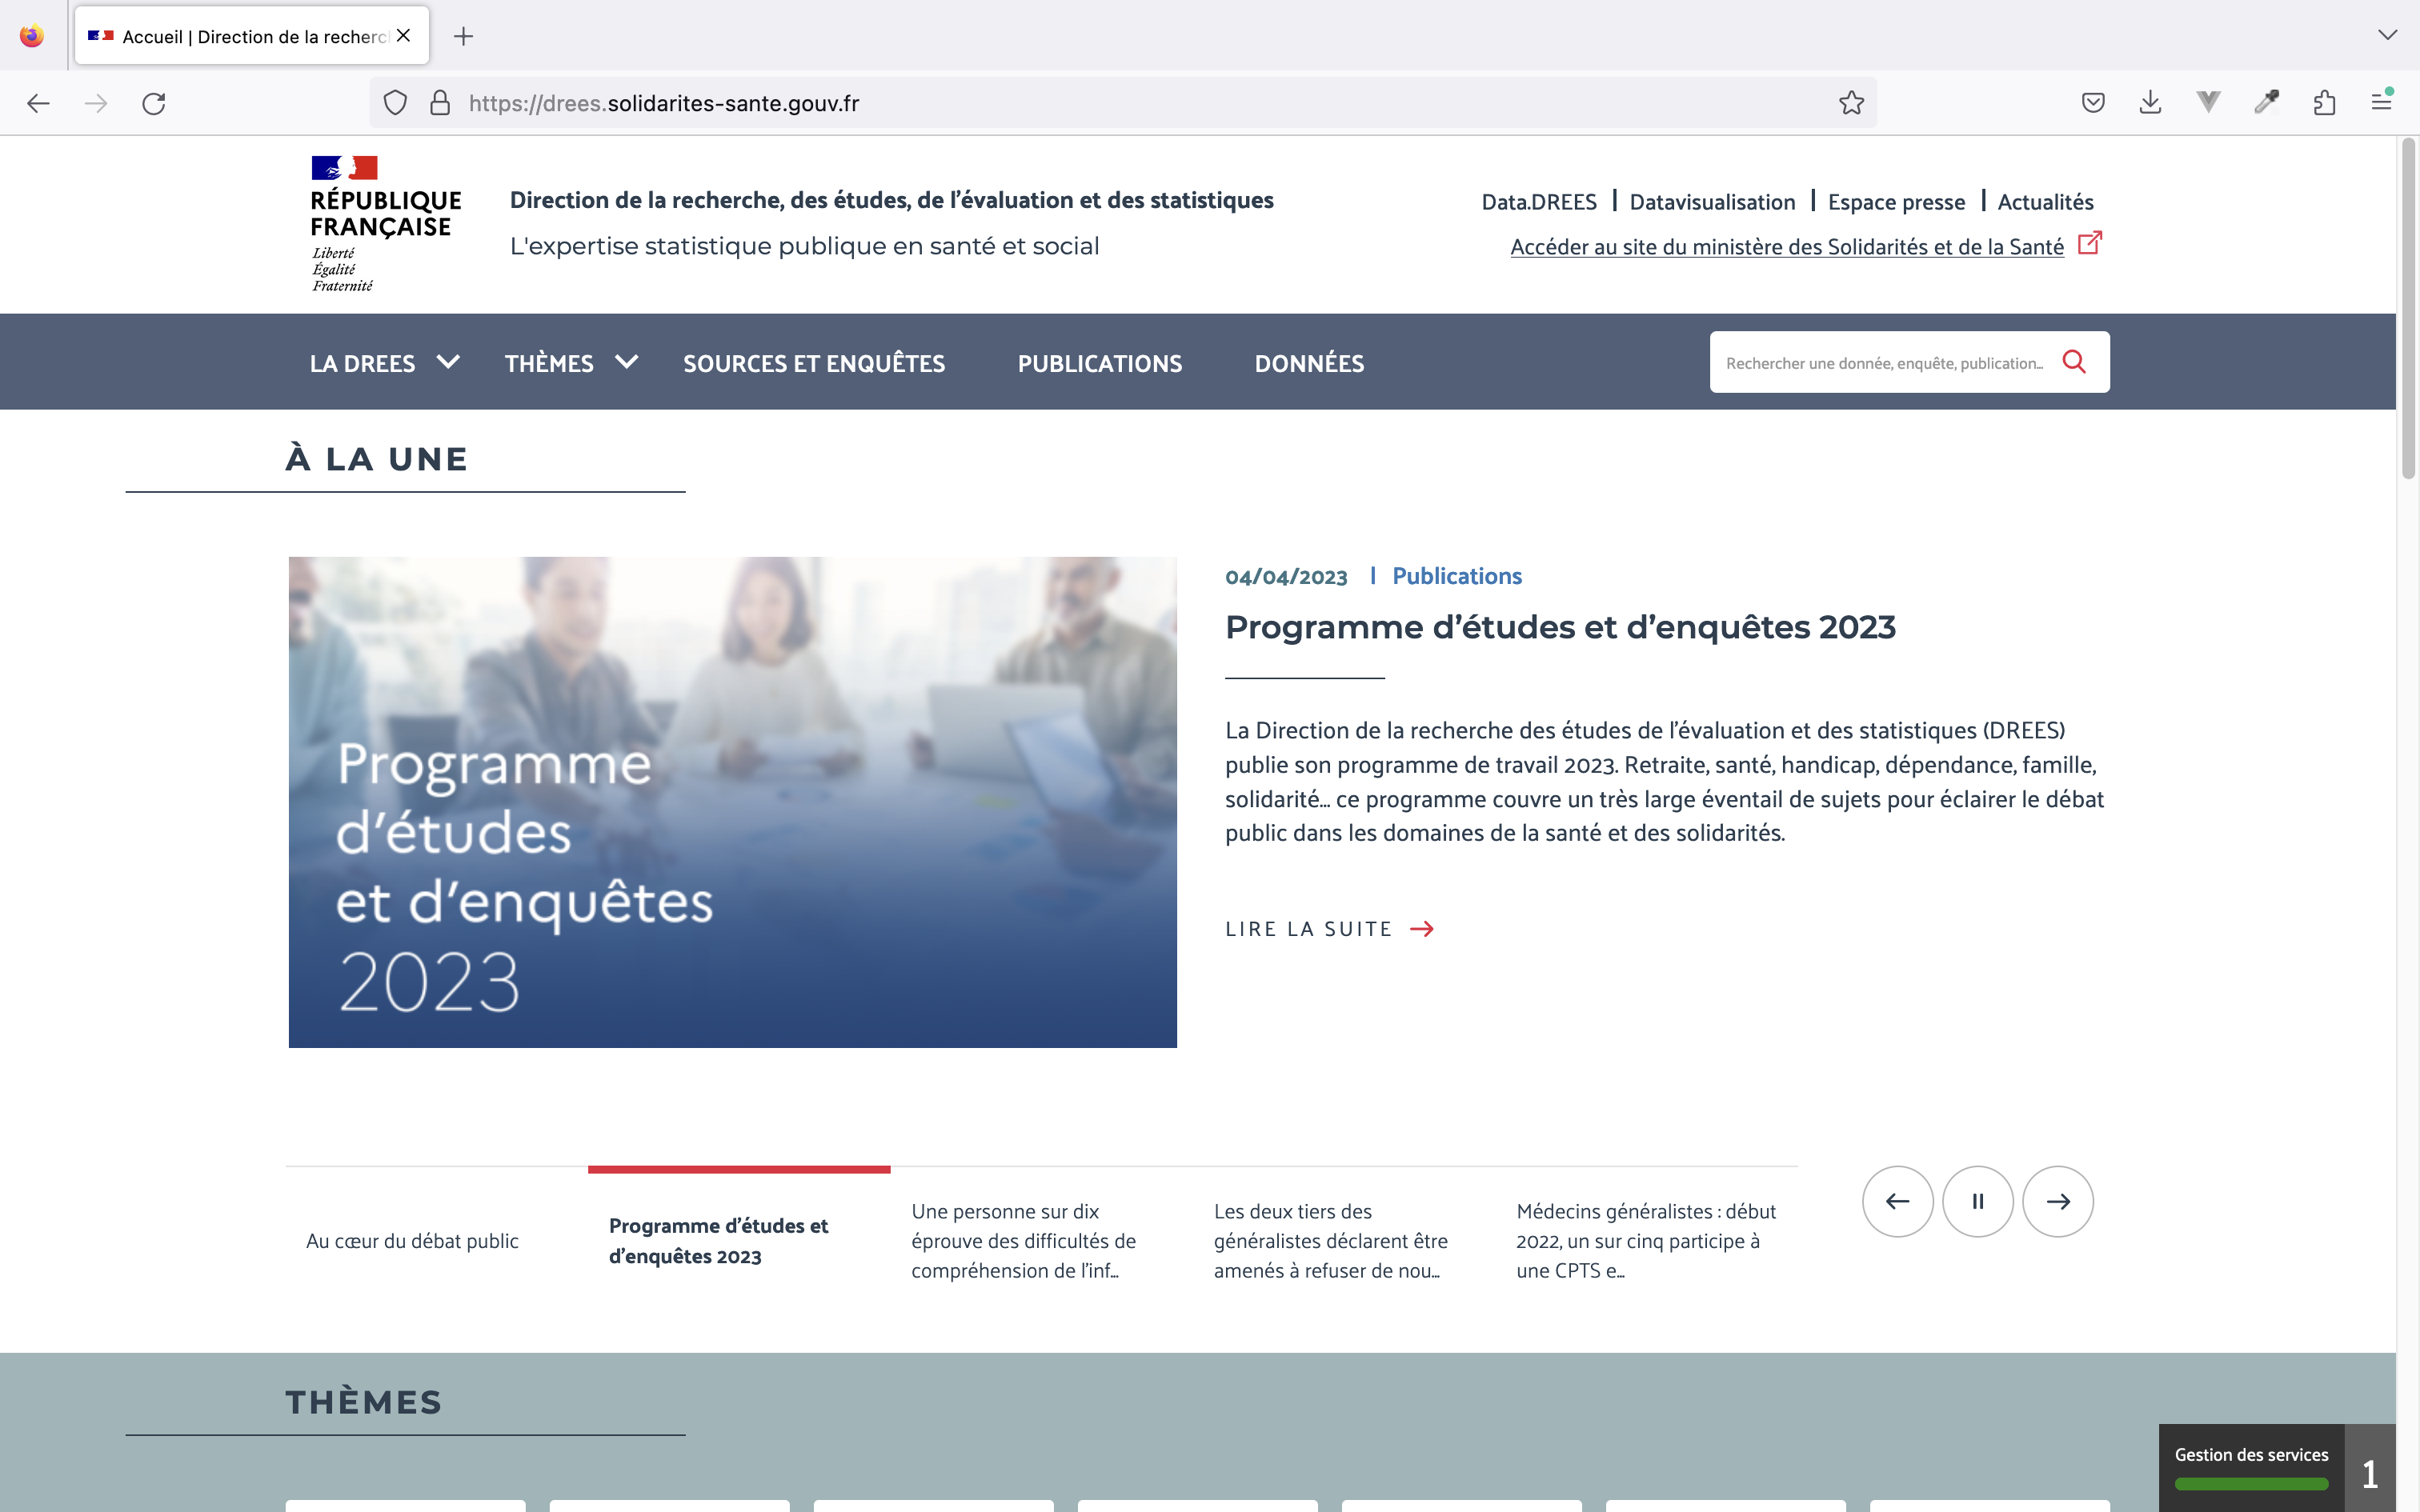 Accueil | Direction de la recherc
https://drees.solidarites-sante.gouv.fr
RÉPUBLIQUE
FRANÇAISE
Liberté
Égalité
Fraternité
Direction de la recherche, des études, de l'évaluation et des statistiques
L'expertise statistique publique en santé et social
Data.DREES | Datavisualisation | Espace presse | Actualités
Accéder au site du ministère des Solidarités et de la Santé
LA DREES THÈMES SOURCES ET ENQUÊTES PUBLICATIONS DONNÉES
Rechercher une donnée, enquête, publication...
À LA UNE
Programme
d'études
et d'enquêtes
2023
04/04/2023 | Publications
Programme d'études et d'enquêtes 2023
La Direction de la recherche des études de l'évaluation et des statistiques (DREES)
publie son programme de travail 2023. Retraite, santé, handicap, dépendance, famille,
solidarité... ce programme couvre un très large éventail de sujets pour éclairer le débat
public dans les domaines de la santé et des solidarités.
LIRE LA SUITE
Au cœur du débat public
Programme d'études et
d'enquêtes 2023
Une personne sur dix
éprouve des difficultés de
compréhension de l'inf...
Les deux tiers des
généralistes déclarent être
amenés à refuser de nou...
Médecins généralistes : début
2022, un sur cinq participe à
une CPTS e...
THÈMES
Gestion des services
1